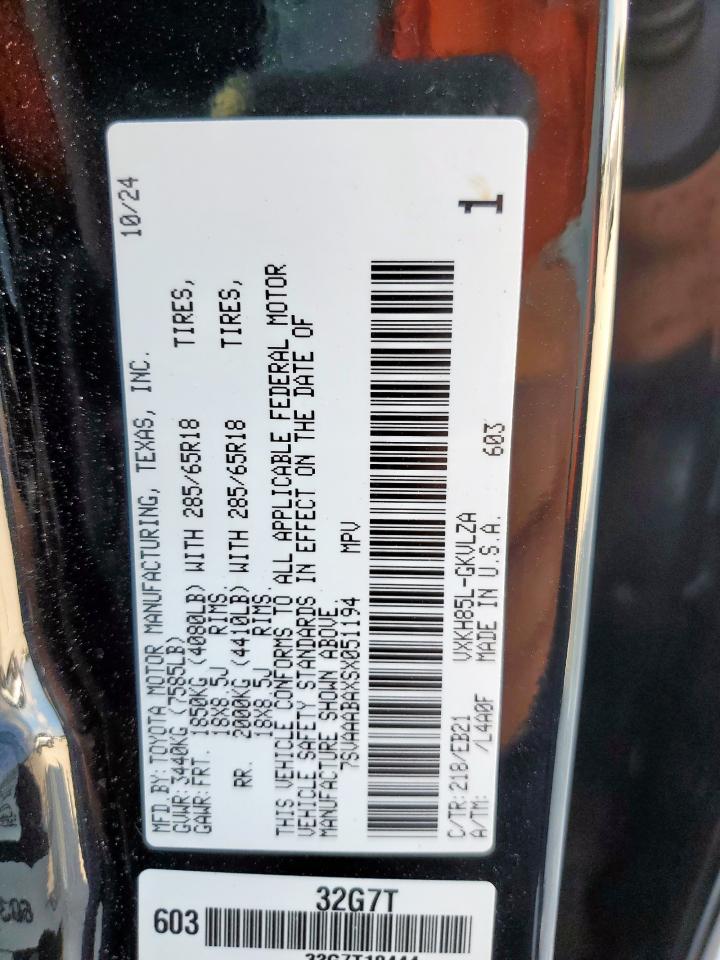 MFD.BY:TOYOTA MOTOR MANUFACTURING, TEXAS, INC. 10/24
GVWR:3440KG (7585LB)
GAWR:FRT. 1850KG (4080LB) WITH 285/65R18 TIRES,
18X8.5J RIMS
RR. 2000KG (4410LB) WITH 285/65R18 TIRES,
18X8.5J RIMS
THIS VEHICLE CONFORMS TO ALL APPLICABLE FEDERAL MOTOR
VEHICLE SAFETY STANDARDS IN EFFECT ON THE DATE OF
MANUFACTURE SHOWN ABOVE.
7SVAAABAXSX051194 MPV
C/TR:218/EB21 VXKH85L-GKVLZA
A/TM: /L4A0F MADE IN U.S.A. 603 1
32G7T
603